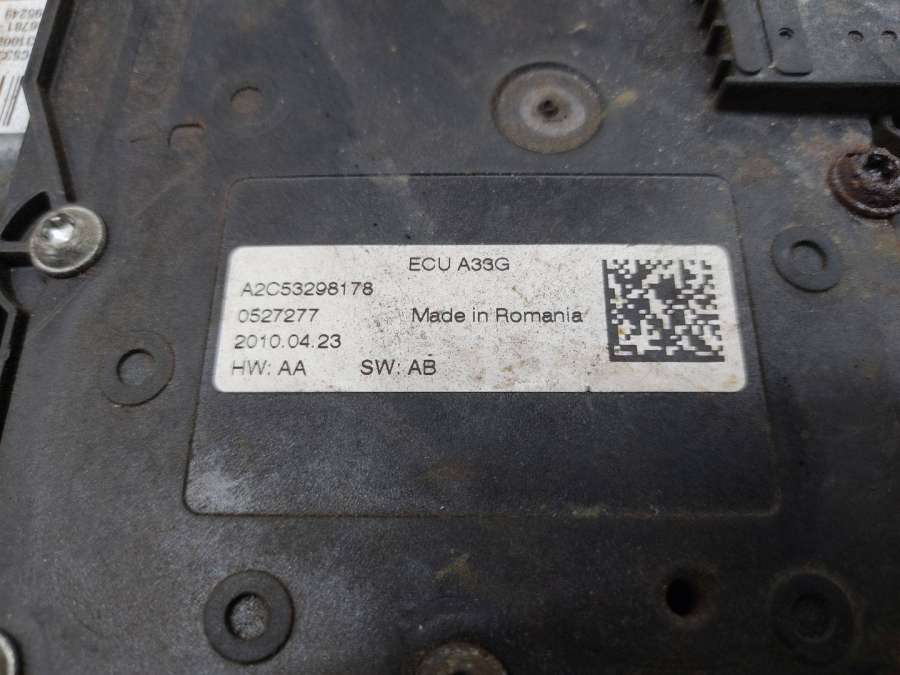 ECU A33G
A2C53298178
0527277 Made in Romania
2010.04.23
HW: AA SW: AB